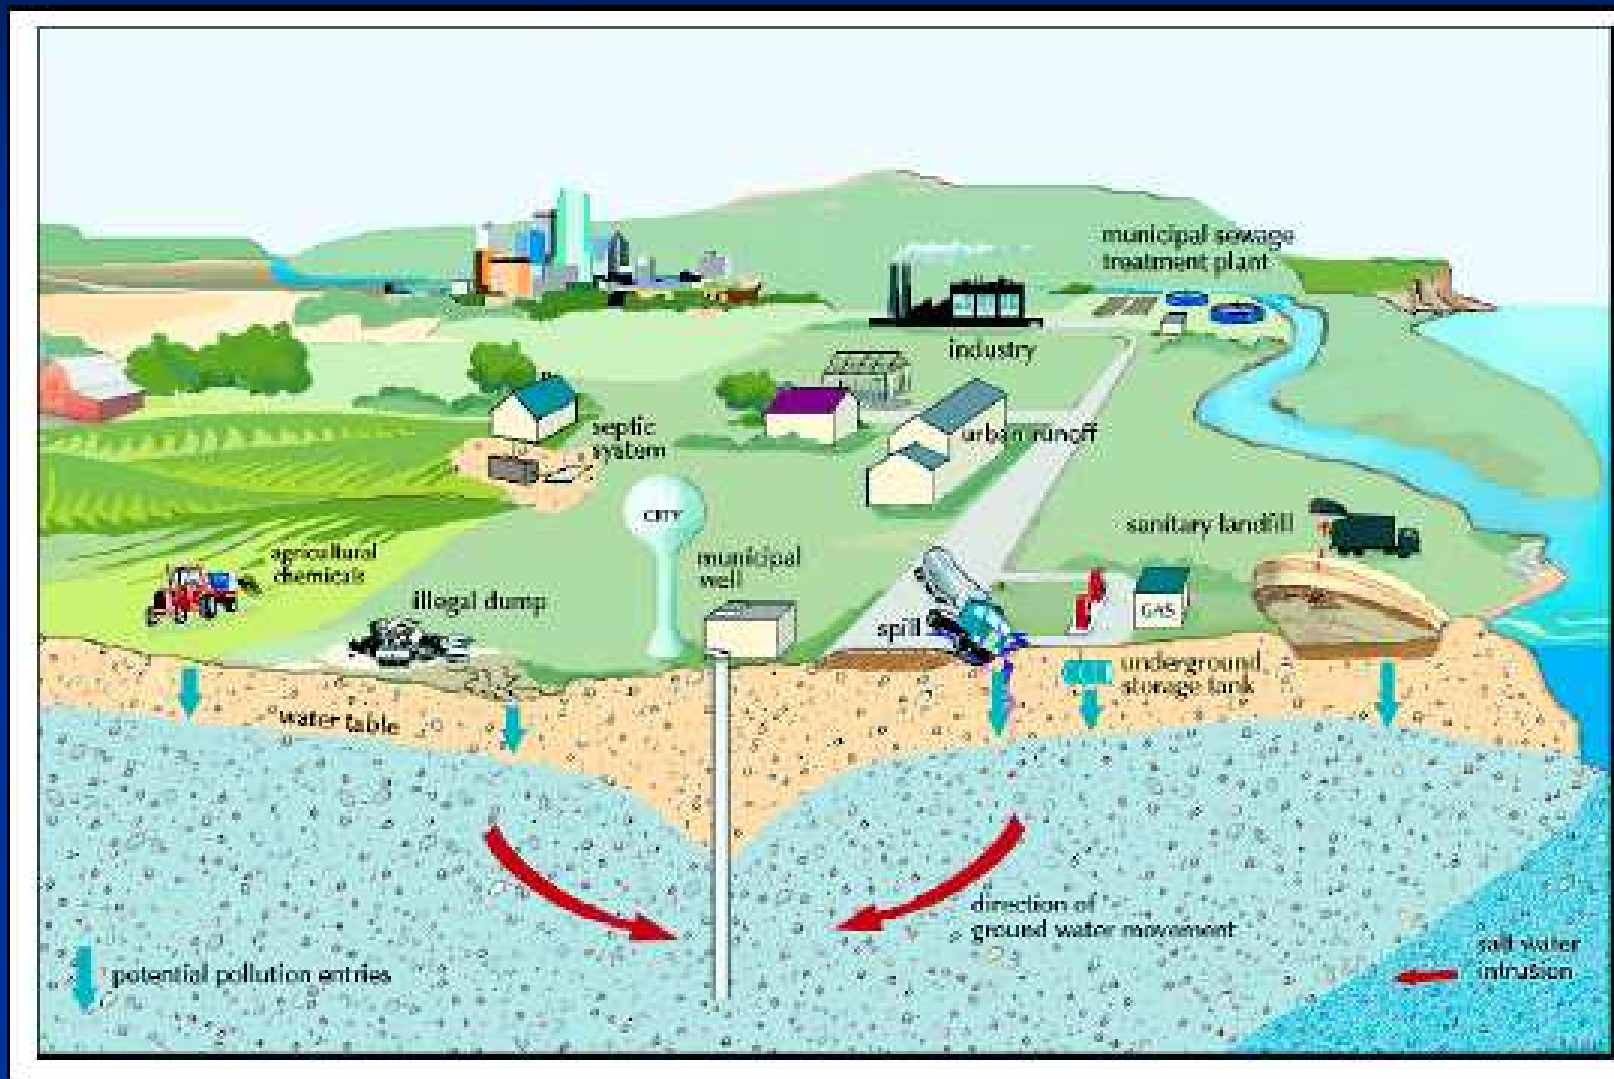 municipal sewage
treatment plant
industry
septic
system
urban runoff
CITY
sanitary landfill
agricultural
chemicals
municipal
well
illegal dump
GAS
spill
underground
storage tank
water table
direction of
ground water movement
salt water
intrusion
potential pollution entries